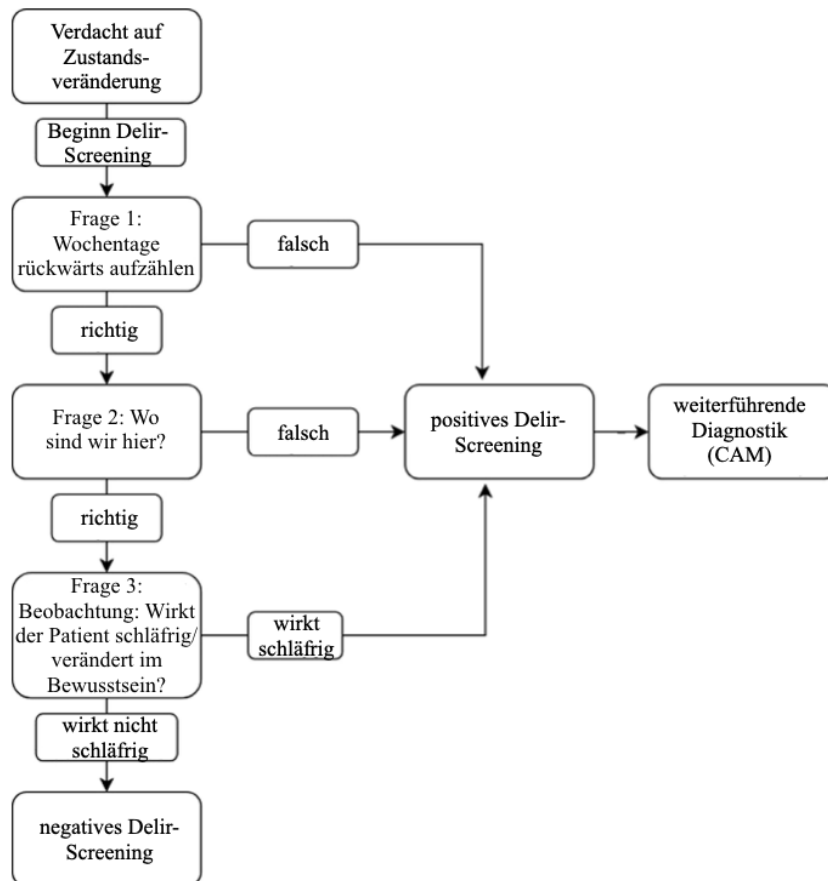 Verdacht auf
Zustands-
veränderung
Beginn Delir-
Screening
Frage 1:
Wochentage
rückwärts aufzählen
falsch
richtig
Frage 2: Wo
sind wir hier?
falsch
positives Delir-
Screening
weiterführende
Diagnostik
(CAM)
richtig
Frage 3:
Beobachtung: Wirkt
der Patient schläfrig/
verändert im
Bewusstsein?
wirkt
schläfrig
wirkt nicht
schläfrig
negatives Delir-
Screening